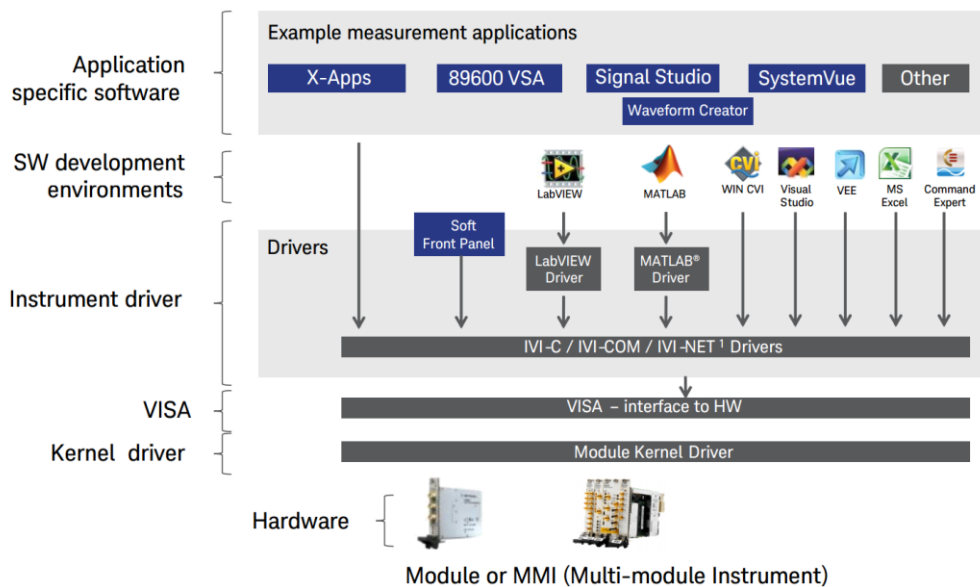 Example measurement applications
Application
specific software
X-Apps
89600 VSA
Signal Studio
SystemVue
Other
Waveform Creator
SW development
environments
LabVIEW
MATLAB
CVI
WIN CVI
Visual
Studio
VEE
MS
Excel
Command
Expert
Soft
Front Panel
Drivers
LabVIEW
Driver
MATLAB®
Driver
Instrument driver
IVI-C / IVI-COM / IVI-NET 1 Drivers
VISA
VISA – interface to HW
Kernel driver
Module Kernel Driver
Hardware
Module or MMI (Multi-module Instrument)